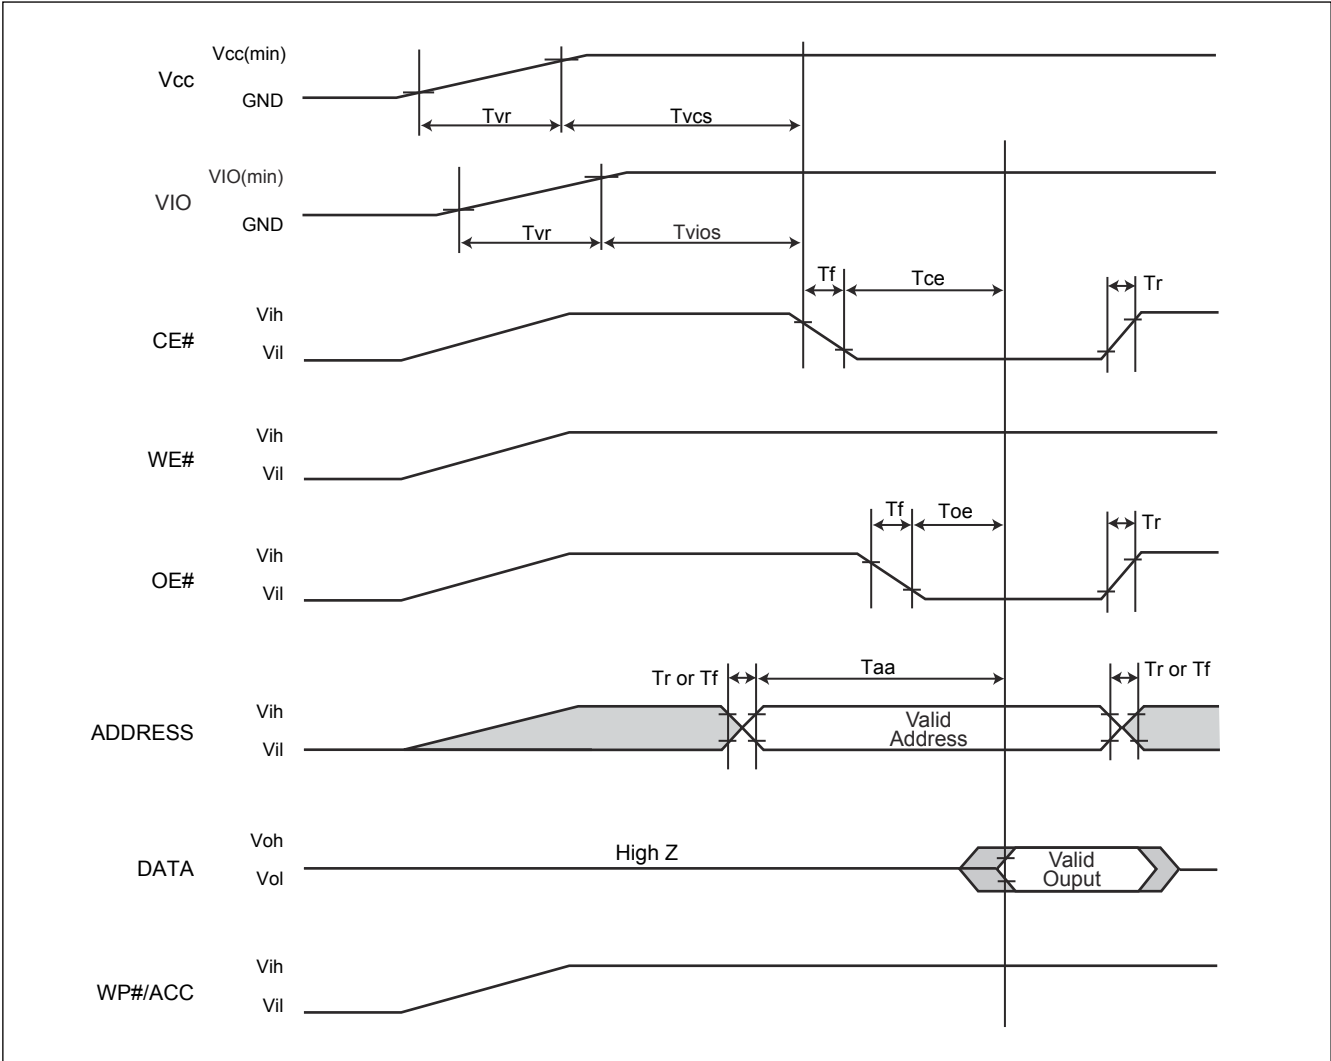 Vcc(min)
Vcc
GND
Tvr
Tvcs
VIO(min)
VIO
GND
Tvr
Tvios
Tf
Tce
Tr
Vih
CE#
Vil
Vih
WE#
Vil
Tf
Toe
Tr
Vih
OE#
Vil
Tr or Tf
Taa
Tr or Tf
Vih
ADDRESS
Vil
Valid
Address
Voh
DATA
Vol
High Z
Valid
Ouput
Vih
WP#/ACC
Vil